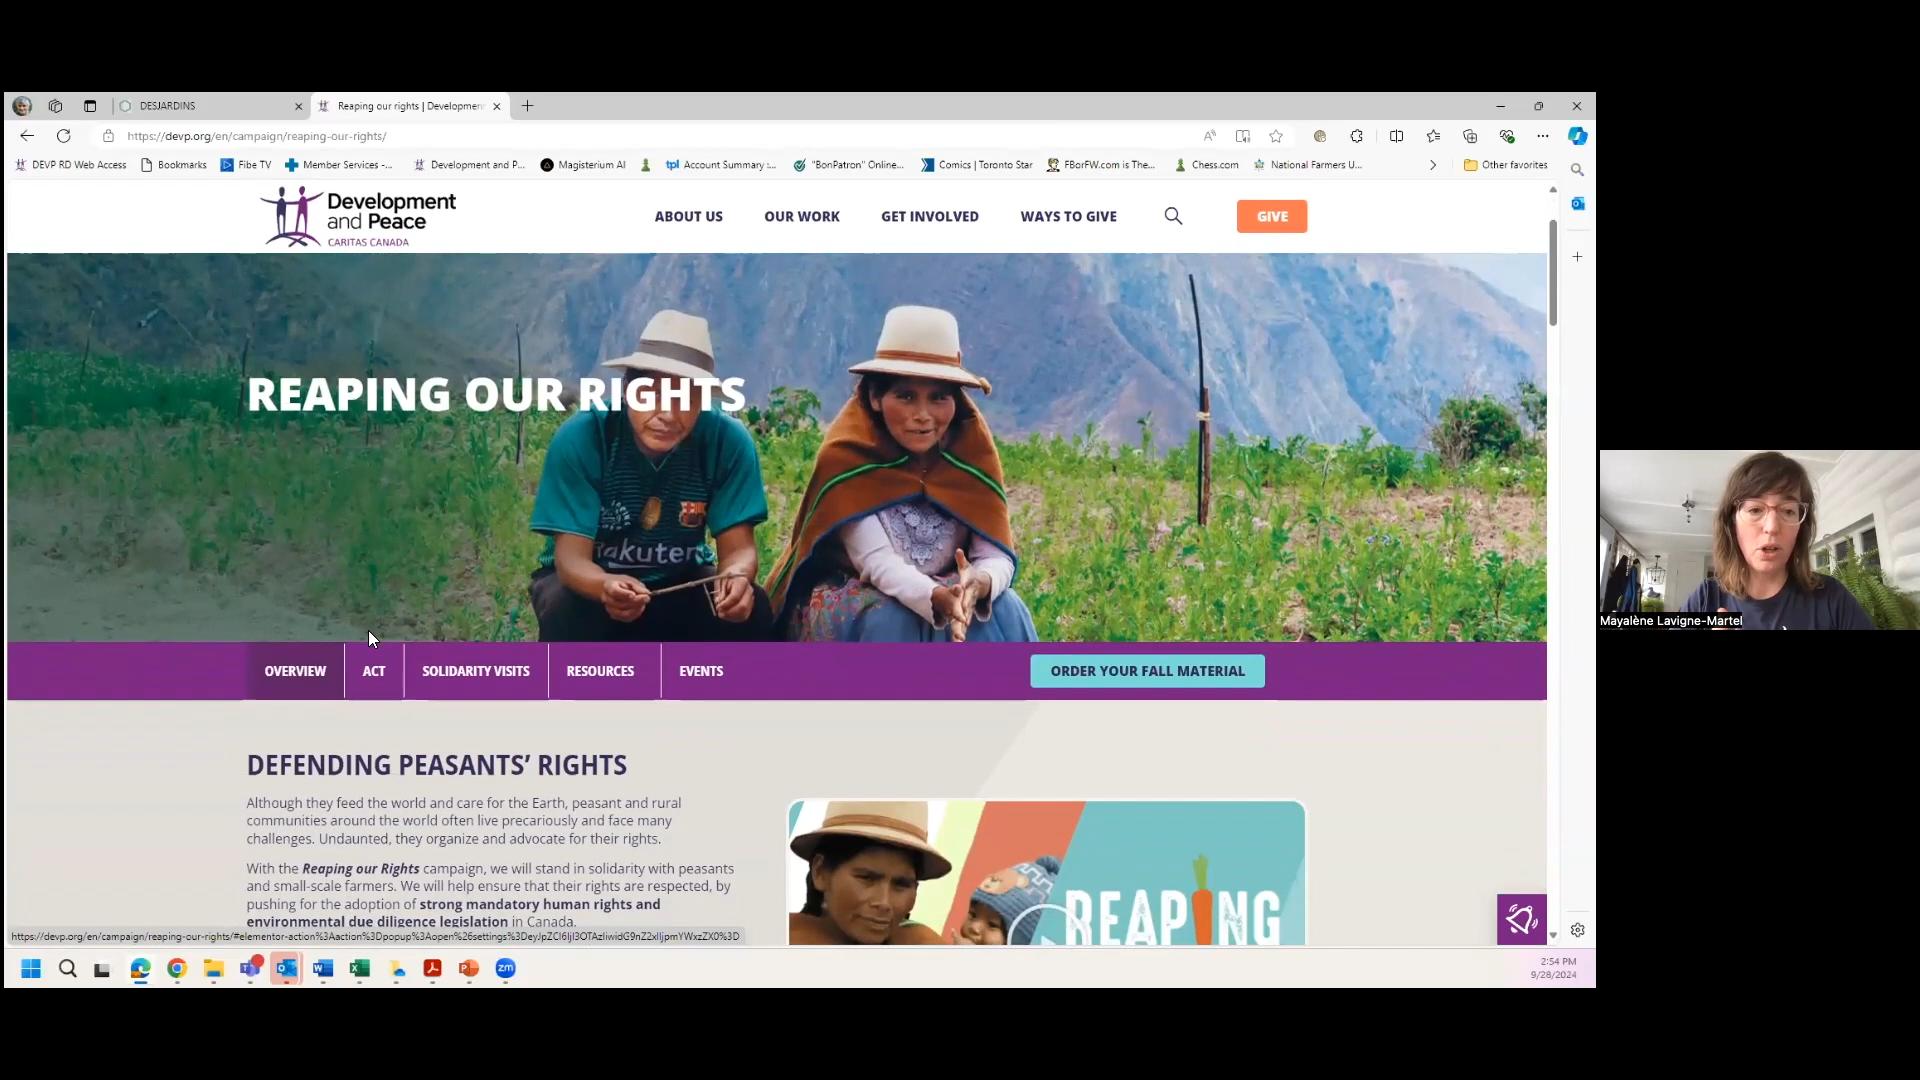 DESJARDINS
Reaping our rights | Developmen
https://devp.org/en/campaign/reaping-our-rights/
DEVP RD Web Access
Bookmarks
Fibe TV
Member Services -...
Development and P...
Magisterium AI
tpl Account Summary :...
"BonPatron" Online...
Comics | Toronto Star
FBorFW.com is The...
Chess.com
National Farmers U...
Other favorites
Development
and Peace
CARITAS CANADA
ABOUT US
OUR WORK
GET INVOLVED
WAYS TO GIVE
GIVE
REAPING OUR RIGHTS
Rakuten
OVERVIEW
ACT
SOLIDARITY VISITS
RESOURCES
EVENTS
ORDER YOUR FALL MATERIAL
DEFENDING PEASANTS’ RIGHTS
Although they feed the world and care for the Earth, peasant and rural
communities around the world often live precariously and face many
challenges. Undaunted, they organize and advocate for their rights.
With the Reaping our Rights campaign, we will stand in solidarity with peasants
and small-scale farmers. We will help ensure that their rights are respected, by
pushing for the adoption of strong mandatory human rights and
environmental due diligence legislation in Canada.
REAPING
Mayalène Lavigne-Martel
2:54 PM
9/28/2024